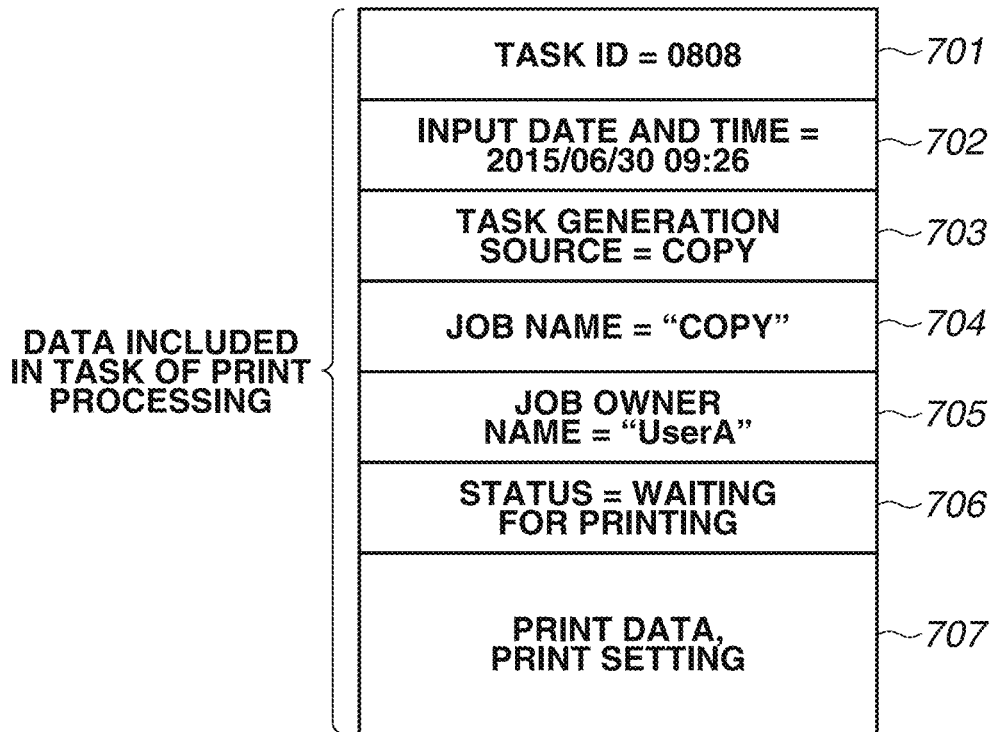 TASK ID = 0808
701
INPUT DATE AND TIME =
2015/06/30 09:26
702
TASK GENERATION
SOURCE = COPY
703
JOB NAME = “COPY”
704
DATA INCLUDED
IN TASK OF PRINT
PROCESSING
JOB OWNER
NAME = “UserA”
705
STATUS = WAITING
FOR PRINTING
706
PRINT DATA,
PRINT SETTING
707